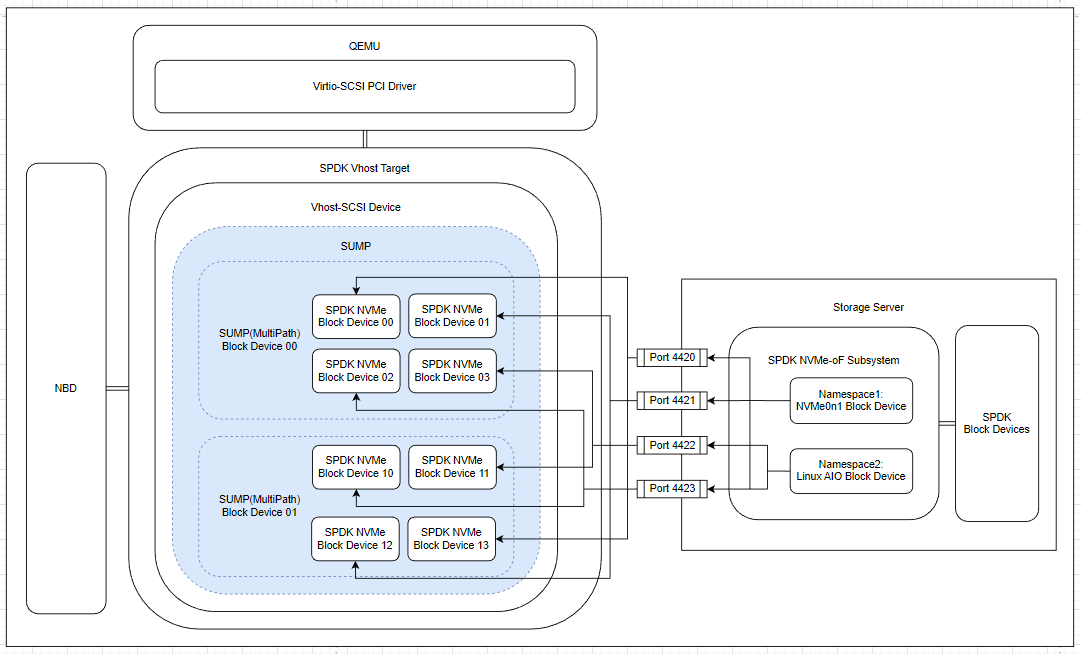 QEMU
Virtio-SCSI PCI Driver
SPDK Vhost Target
Vhost-SCSI Device
SUMP
SUMP(MultiPath)
Block Device 00
SPDK NVMe
Block Device 00
SPDK NVMe
Block Device 01
SPDK NVMe
Block Device 02
SPDK NVMe
Block Device 03
NBD
SUMP(MultiPath)
Block Device 01
SPDK NVMe
Block Device 10
SPDK NVMe
Block Device 11
SPDK NVMe
Block Device 12
SPDK NVMe
Block Device 13
Port 4420
Port 4421
Port 4422
Port 4423
Storage Server
SPDK NVMe-oF Subsystem
Namespace1:
NVMe0n1 Block Device
Namespace2:
Linux AIO Block Device
SPDK
Block Devices